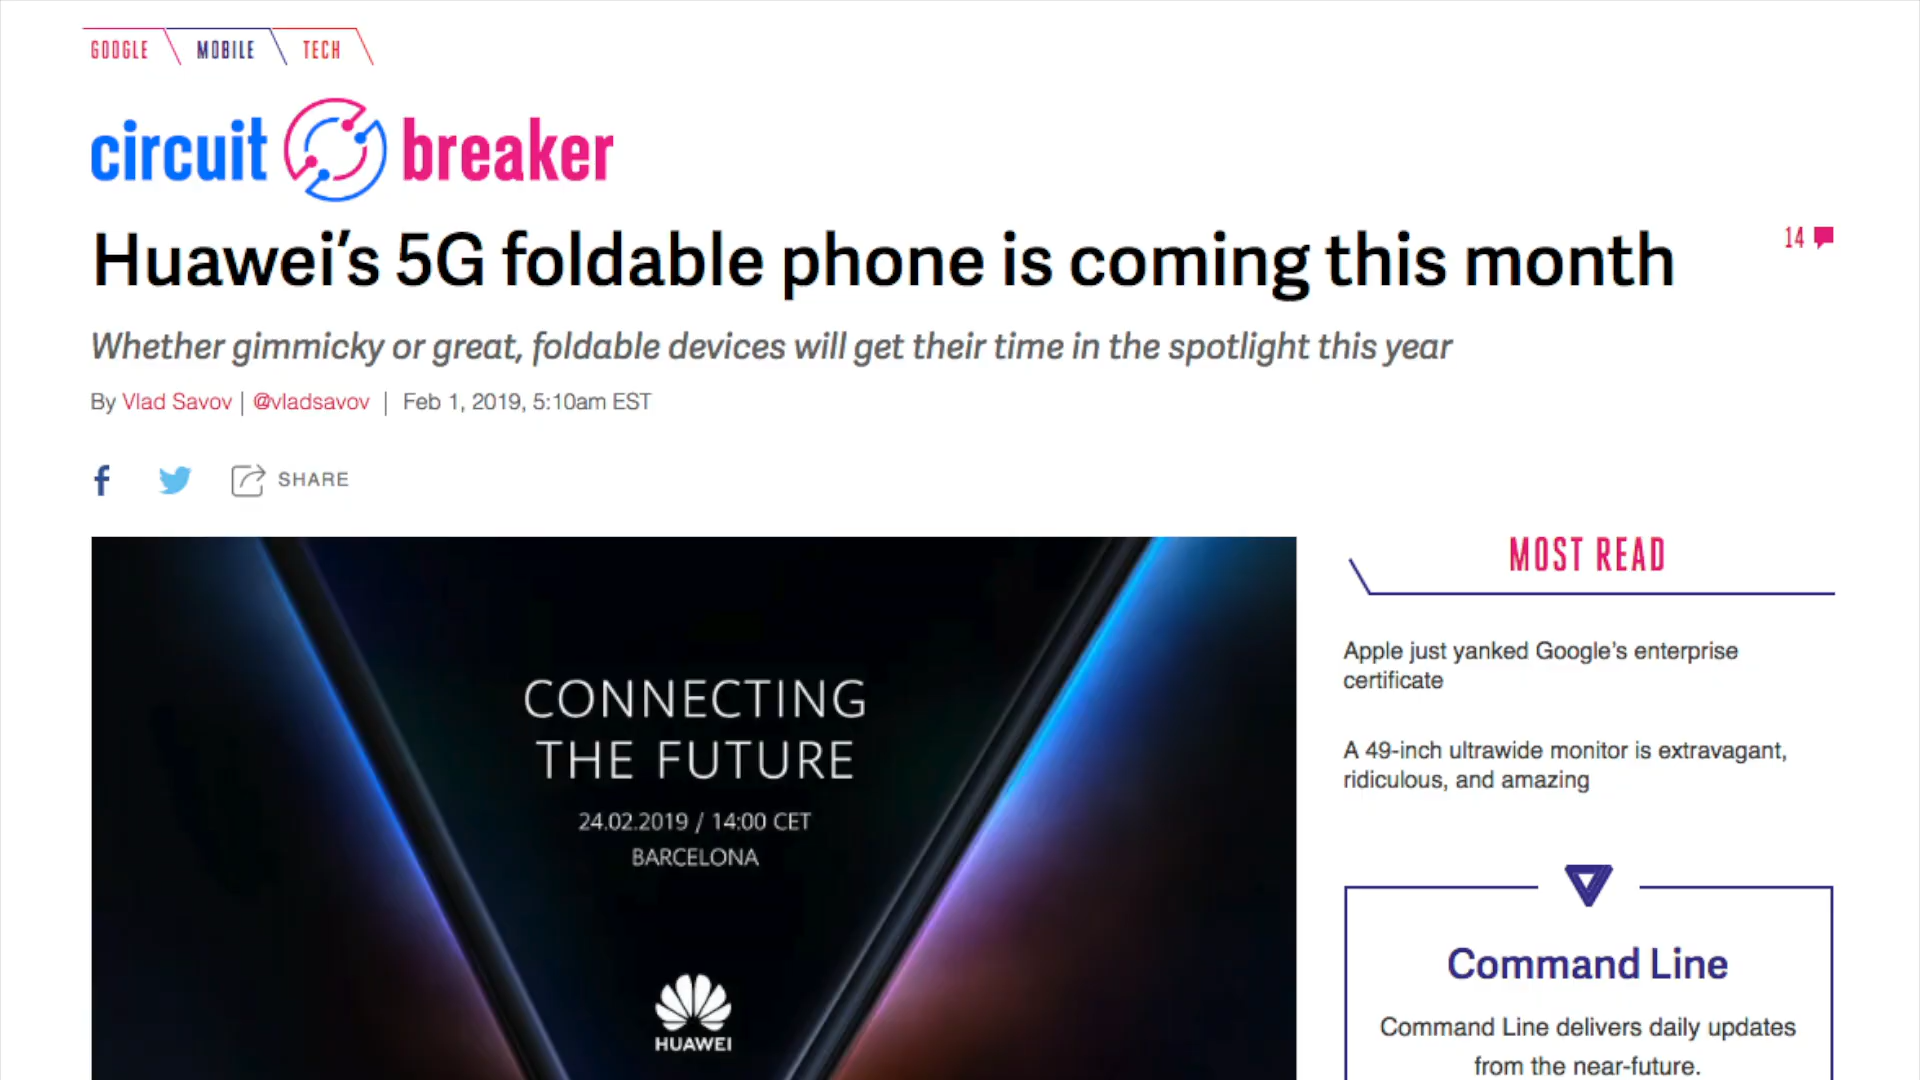 GOOGLE MOBILE TECH
circuit breaker
Huawei's 5G foldable phone is coming this month
14
Whether gimmicky or great, foldable devices will get their time in the spotlight this year
By Vlad Savov | @vladsavov | Feb 1, 2019, 5:10am EST
f SHARE
CONNECTING
THE FUTURE
24.02.2019 / 14:00 CET
BARCELONA
HUAWEI
MOST READ
Apple just yanked Google's enterprise
certificate
A 49-inch ultrawide monitor is extravagant,
ridiculous, and amazing
Command Line
Command Line delivers daily updates
from the near-future.